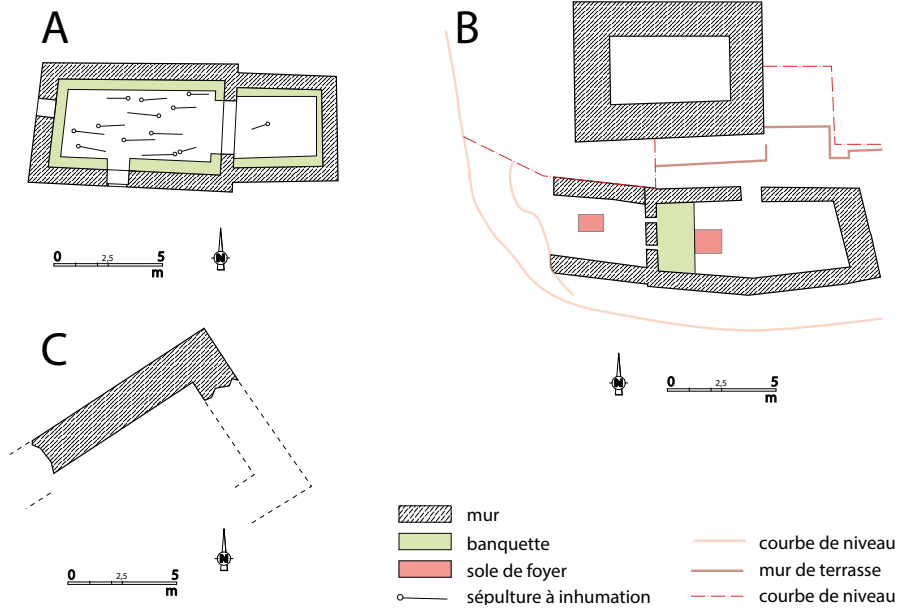 A
B
N
0 2,5 5
m
N
0 2,5 5
m
C
N
0 2,5 5
m
mur
banquette
sole de foyer
sépulture à inhumation
courbe de niveau
mur de terrasse
courbe de niveau